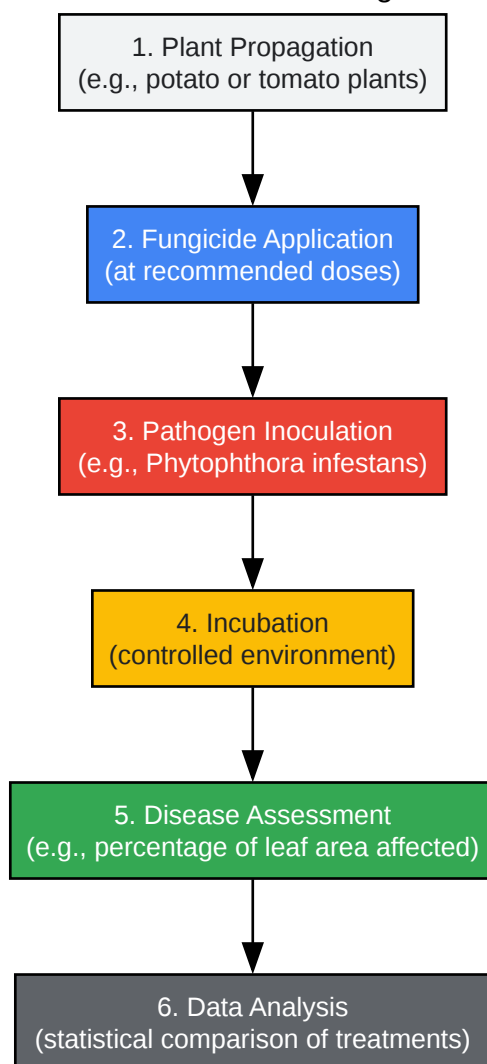 1. Plant Propagation
(e.g., potato or tomato plants)
2. Fungicide Application
(at recommended doses)
3. Pathogen Inoculation
(e.g., Phytophthora infestans)
4. Incubation
(controlled environment)
5. Disease Assessment
(e.g., percentage of leaf area affected)
6. Data Analysis
(statistical comparison of treatments)